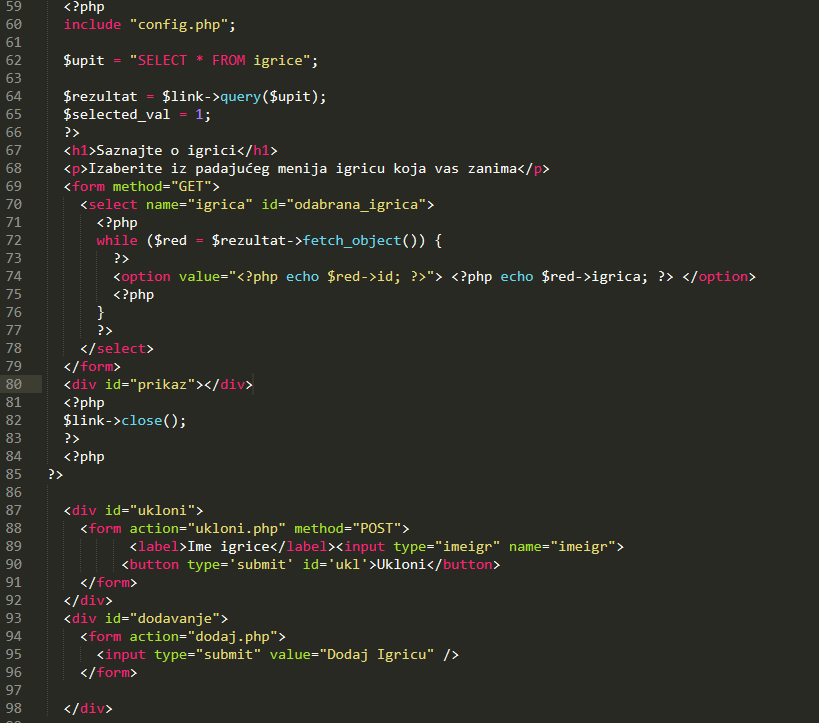 59 <?php
60 include "config.php";
61
62 $upit = "SELECT * FROM igrice";
63
64 $rezultat = $link->query($upit);
65 $selected_val = 1;
66 ?>
67 <h1>Saznajte o igrici</h1>
68 <p>Izaberite iz padajućeg menija igricu koja vas zanima</p>
69 <form method="GET">
70 <select name="igrica" id="odabrana_igrica">
71 <?php
72 while ($red = $rezultat->fetch_object()) {
73 ?>
74 <option value="<?php echo $red->id; ?>"> <?php echo $red->igrica; ?> </option>
75 <?php
76 }
77 ?>
78 </select>
79 </form>
80 <div id="prikaz"></div>
81 <?php
82 $link->close();
83 ?>
84 <?php
85 ?>
86
87 <div id="ukloni">
88 <form action="ukloni.php" method="POST">
89 <label>Ime igrice</label><input type="imeigr" name="imeigr">
90 <button type='submit' id='ukl'>Ukloni</button>
91 </form>
92 </div>
93 <div id="dodavanje">
94 <form action="dodaj.php">
95 <input type="submit" value="Dodaj Igricu" />
96 </form>
97
98 </div>